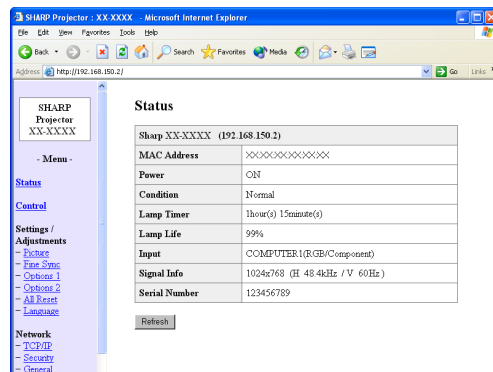 SHARP Projector : XX-XXXX - Microsoft Internet Explorer
File Edit View Favorites Tools Help
Back Search Favorites Media
Address http://192.168.150.2/ Go Links
SHARP
Projector
XX-XXXX
- Menu -
Status
Control
Settings /
Adjustments
– Picture
– Fine Sync
– Options 1
– Options 2
– All Reset
– Language
Network
– TCP/IP
– Security
– General
Status
Sharp XX-XXXX (192.168.150.2)
MAC Address XXXXXXXXXXXX
Power ON
Condition Normal
Lamp Timer 1hour(s) 15minute(s)
Lamp Life 99%
Input COMPUTER1(RGB/Component)
Signal Info 1024x768 (H 48.4kHz / V 60Hz)
Serial Number 123456789
Refresh